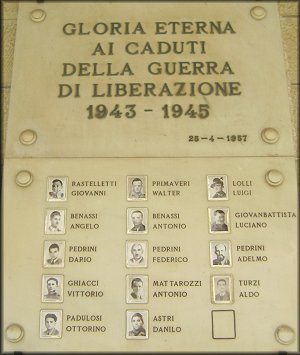 GLORIA ETERNA
AI CADUTI
DELLA GUERRA
DI LIBERAZIONE
1943 - 1945
25-4-1957
RASTELLETTI
GIOVANNI
PRIMAVERI
WALTER
LOLLI
LUIGI
BENASSI
ANGELO
BENASSI
ANTONIO
GIOVANBATTISTA
LUCIANO
PEDRINI
DARIO
PEDRINI
FEDERICO
PEDRINI
ADELMO
GHIACCI
VITTORIO
MATTAROZZI
ANTONIO
TURZI
ALDO
PADULOSI
OTTORINO
ASTRI
DANILO